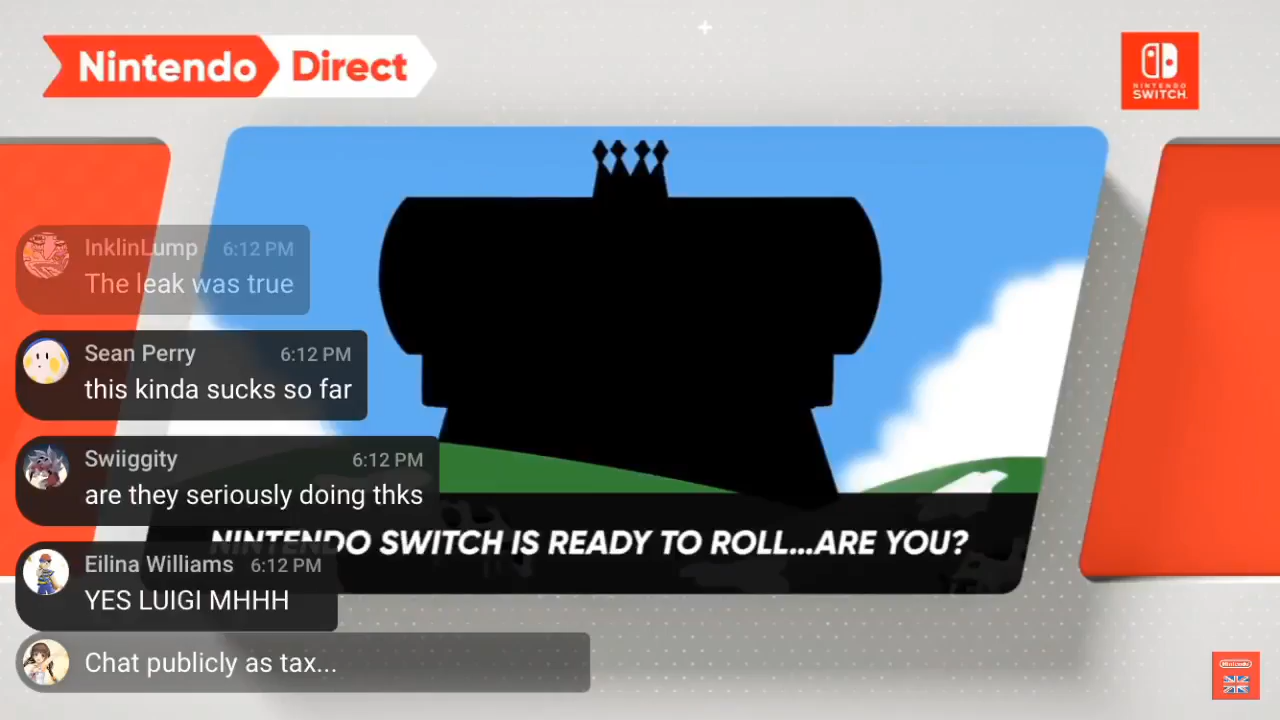 Nintendo Direct
NINTENDO
SWITCH
InklinLump 6:12 PM
The leak was true
Sean Perry 6:12 PM
this kinda sucks so far
Swiiggity 6:12 PM
are they seriously doing thks
NINTENDO SWITCH IS READY TO ROLL...ARE YOU?
Eilina Williams 6:12 PM
YES LUIGI MHHH
Chat publicly as tax...
Nintendo